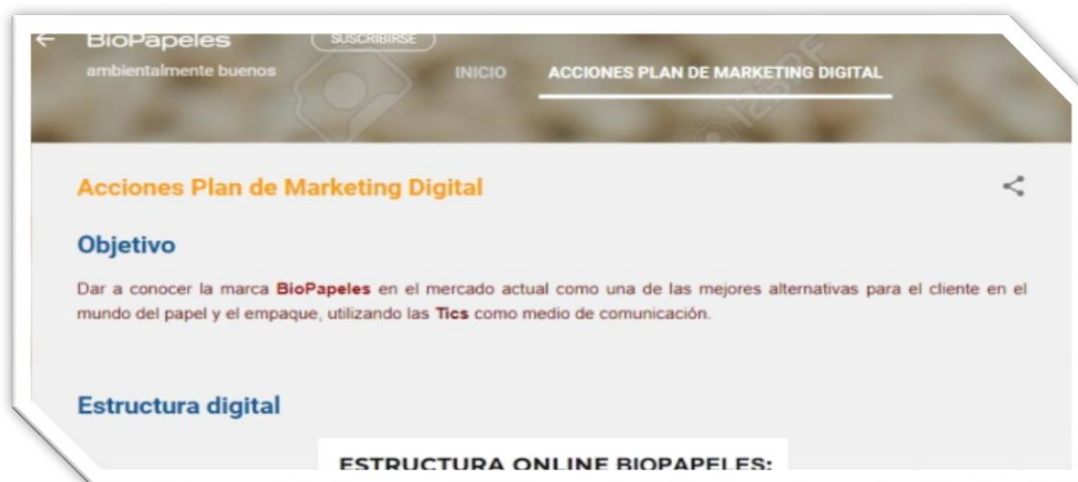 BioPapeles
SUSCRIBIRSE
ambientalmente buenos
INICIO
ACCIONES PLAN DE MARKETING DIGITAL
123RF
Acciones Plan de Marketing Digital
Objetivo
Dar a conocer la marca BioPapeles en el mercado actual como una de las mejores alternativas para el cliente en el
mundo del papel y el empaque, utilizando las Tics como medio de comunicación.
Estructura digital
ESTRUCTURA ONLINE BIOPAPELES: